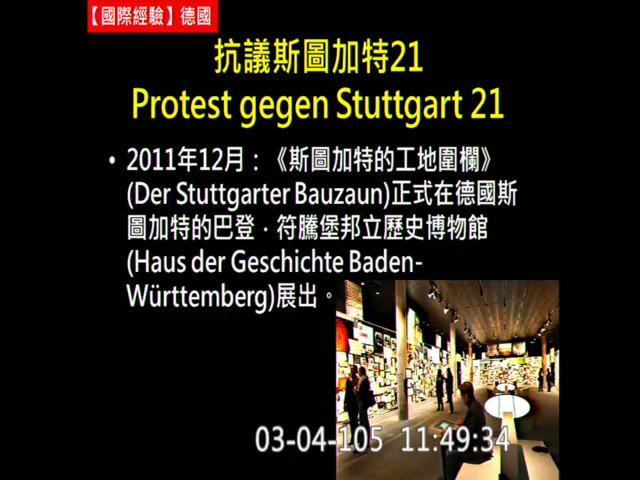 【國際經驗】德國
抗議斯圖加特21
Protest gegen Stuttgart 21
• 2011年12月：《斯圖加特的工地圍欄》
(Der Stuttgarter Bauzaun)正式在德國斯
圖加特的巴登．符騰堡邦立歷史博物館
(Haus der Geschichte Baden-
Württemberg)展出。
03-04-105 11:49:34